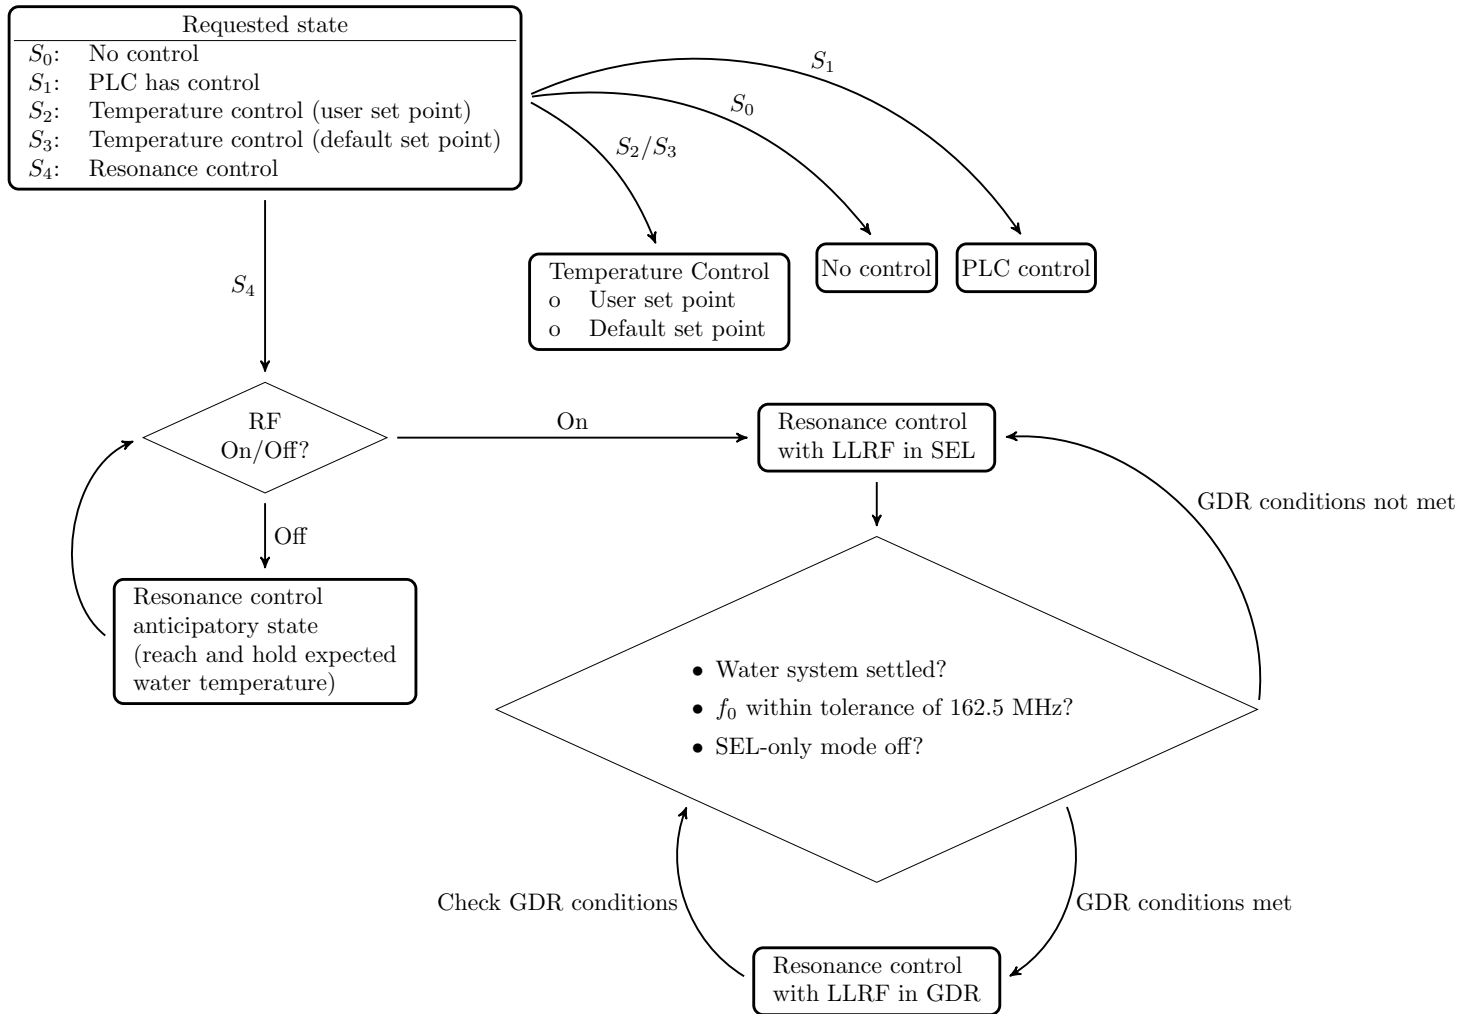 Requested state
S₀: No control
S₁: PLC has control
S₂: Temperature control (user set point)
S₃: Temperature control (default set point)
S₄: Resonance control
S₁
S₀
S₂/S₃
Temperature Control
o User set point
o Default set point
No control
PLC control
S₄
RF
On/Off?
On
Off
Resonance control
anticipatory state
(reach and hold expected
water temperature)
Resonance control
with LLRF in SEL
GDR conditions not met
• Water system settled?
• f₀ within tolerance of 162.5 MHz?
• SEL-only mode off?
Check GDR conditions
GDR conditions met
Resonance control
with LLRF in GDR